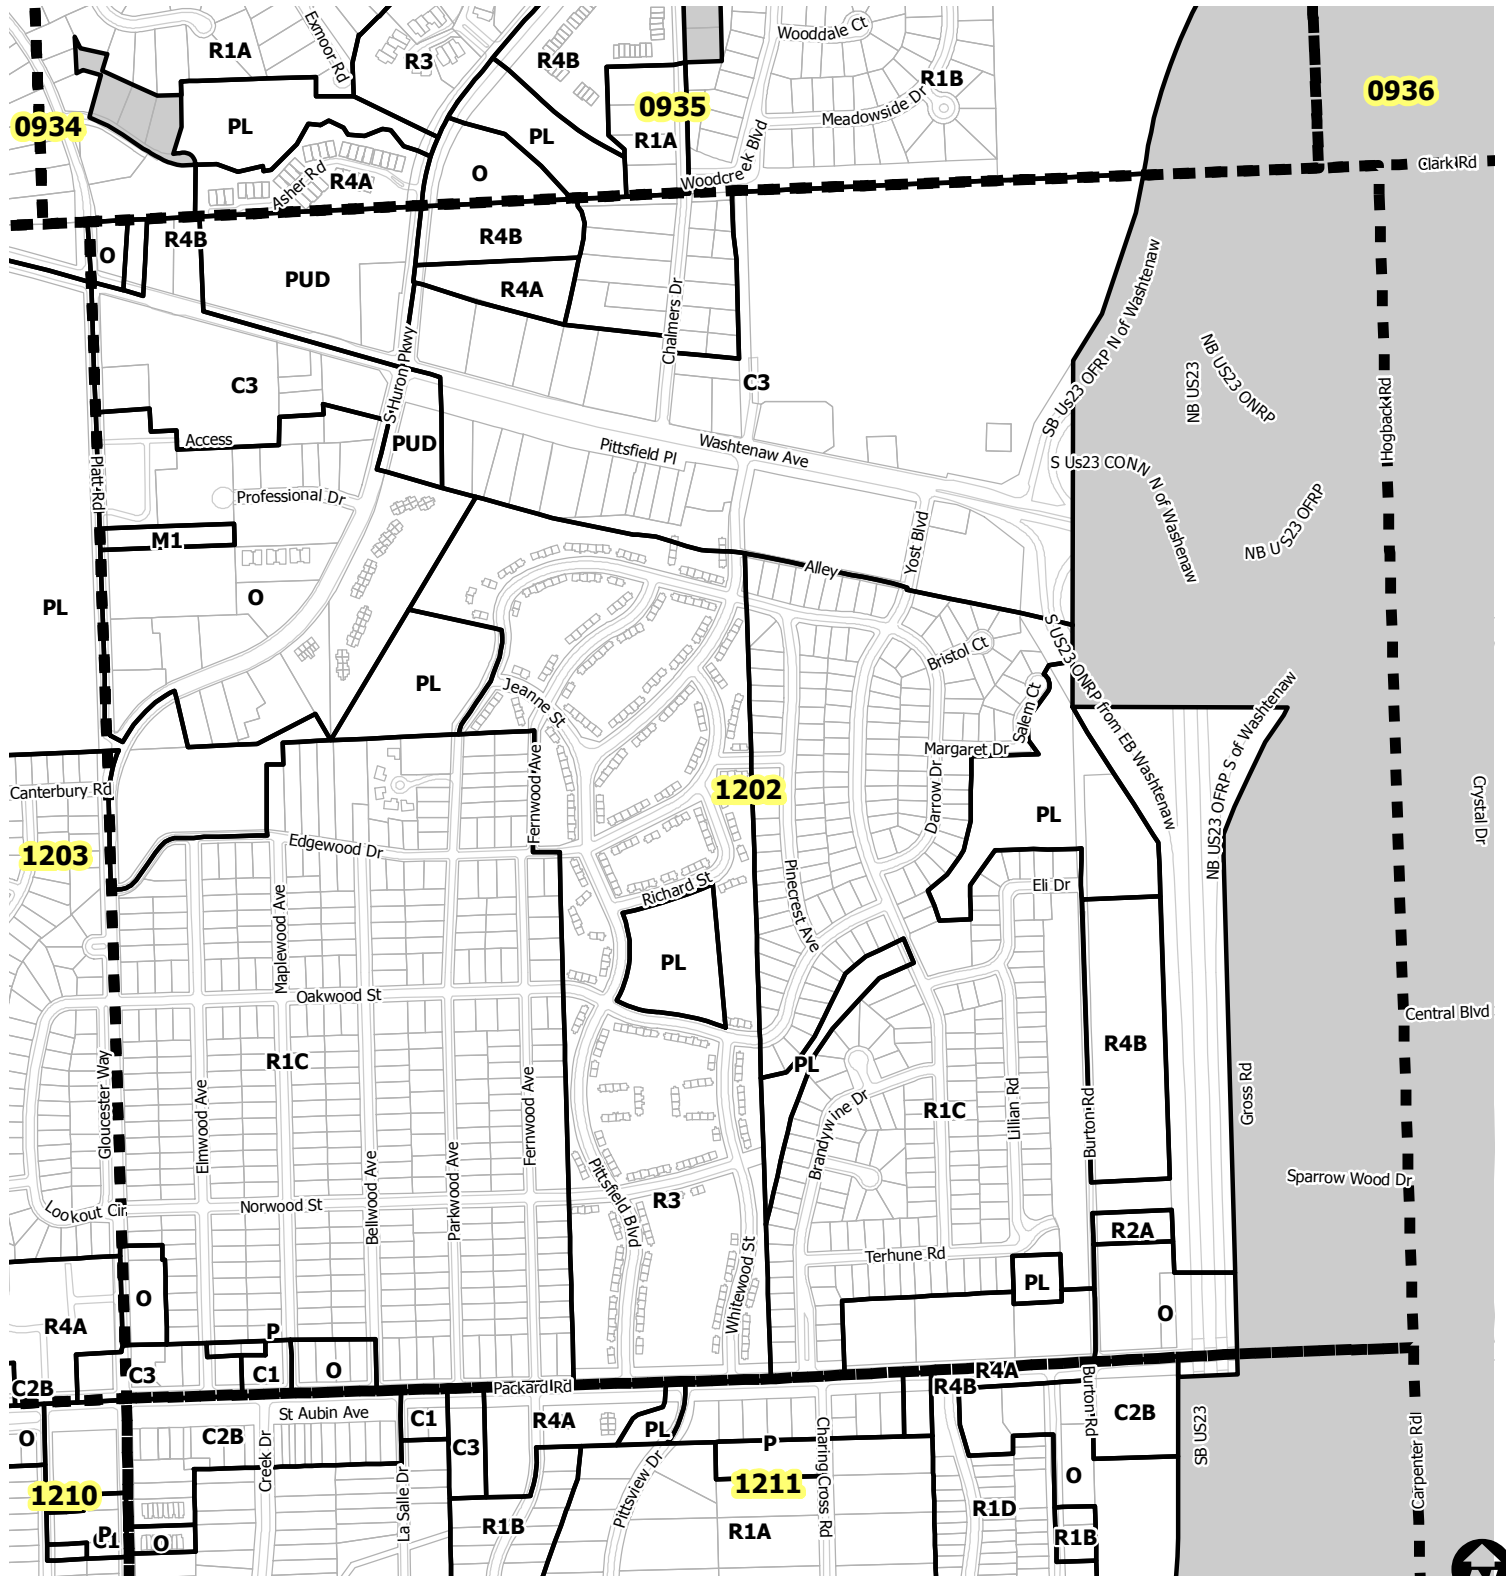 R1A
Exmoor Rd
R3
R4B
Wooddale Ct
R1B
0936
0934
PL
0935
Meadowside Dr
PL
R1A
Woodcreek Blvd
Clark Rd
O
R4A
Asher Rd
R4B
O
PUD
R4B
R4A
Chalmers Dr
SB Us23 OFRP N of Washtenaw
S Huron Pkwy
C3
C3
NB US23
NB US23 ONRP
Hogback Rd
Access
PUD
Pittsfield Pl
Washtenaw Ave
S Us23 CONN N of Washenaw
Platt Rd
Professional Dr
NB US23 OFRP
M1
Yost Blvd
Alley
PL
O
S US23 ONRP from EB Washtenaw
Bristol Ct
PL
Jeanne St
Salem Ct
NB US23 OFRP S of Washtenaw
Margaret Dr
1202
Canterbury Rd
Fernwood Ave
Darrow Dr
PL
Crystal Dr
1203
Edgewood Dr
Richard St
Eli Dr
Pinecrest Ave
Maplewood Ave
PL
Oakwood St
Central Blvd
R4B
R1C
PL
Gloucester Way
Elmwood Ave
Fernwood Ave
Brandywine Dr
R1C
Lillian Rd
Burton Rd
Gross Rd
Bellwood Ave
Parkwood Ave
Pittsfield Blvd
Sparrow Wood Dr
R3
Lookout Cir
Norwood St
R2A
Whitewood St
Terhune Rd
PL
O
O
R4A
P
C3
C1
O
R4A
C2B
Packard Rd
R4B
Burton Rd
St Aubin Ave
C1
R4A
PL
C2B
O
C2B
C3
P
Creek Dr
La Salle Dr
Pittsview Dr
Charing Cross Rd
SB US23
Carpenter Rd
1210
1211
O
R1D
P
C1
O
R1B
R1A
R1B